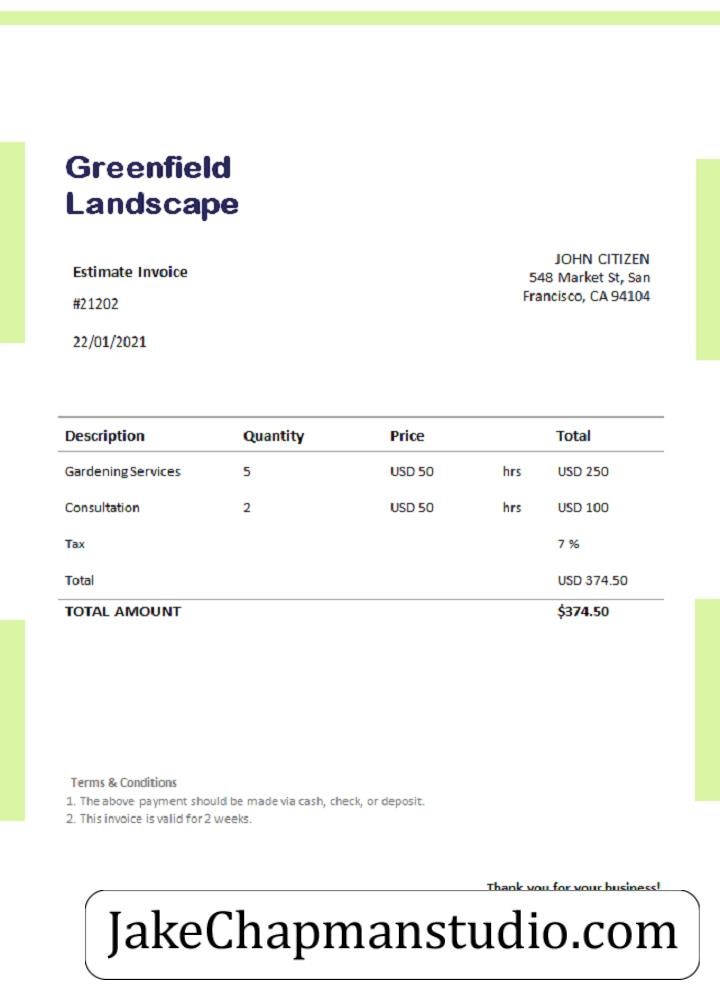 Greenfield
Landscape
JOHN CITIZEN
548 Market St, San
Francisco, CA 94104
Estimate Invoice
#21202
22/01/2021
Description Quantity Price Total
Gardening Services 5 USD 50 hrs USD 250
Consultation 2 USD 50 hrs USD 100
Tax 7 %
Total USD 374.50
TOTAL AMOUNT $374.50
Terms & Conditions
1. The above payment should be made via cash, check, or deposit.
2. This invoice is valid for 2 weeks.
Thank you for your business!
JakeChapmanstudio.com